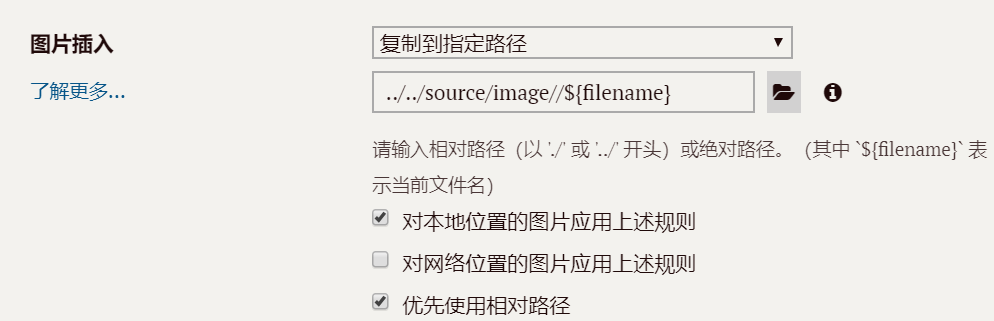 图片插入
复制到指定路径
了解更多...
../../source/image//${filename}
请输入相对路径（以 './' 或 '../' 开头）或绝对路径。（其中 `${filename}` 表
示当前文件名）
对本地位置的图片应用上述规则
对网络位置的图片应用上述规则
优先使用相对路径